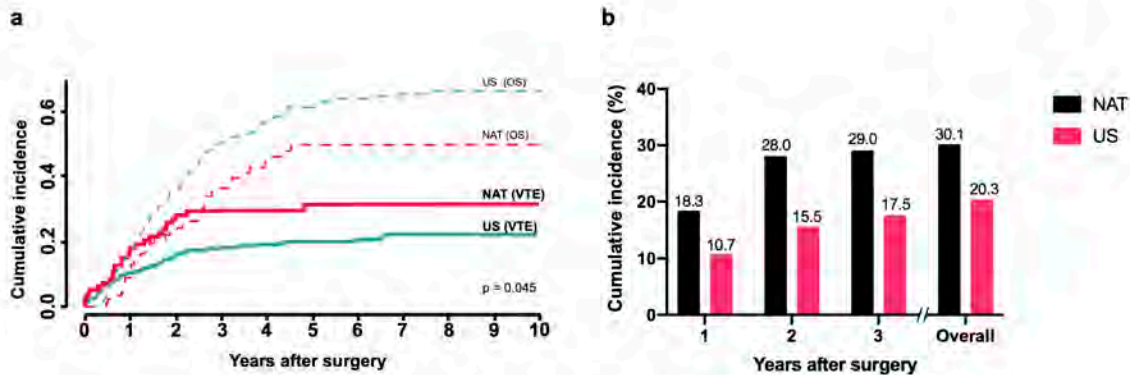 a
Cumulative incidence
0.6
0.4
0.2
0.0
US (OS)
NAT (OS)
NAT (VTE)
US (VTE)
p = 0.045
0 1 2 3 4 5 6 7 8 9 10
Years after surgery
b
Cumulative incidence (%)
40
30
20
10
0
18.3
10.7
28.0
15.5
29.0
17.5
30.1
20.3
1 2 3 Overall
Years after surgery
NAT
US